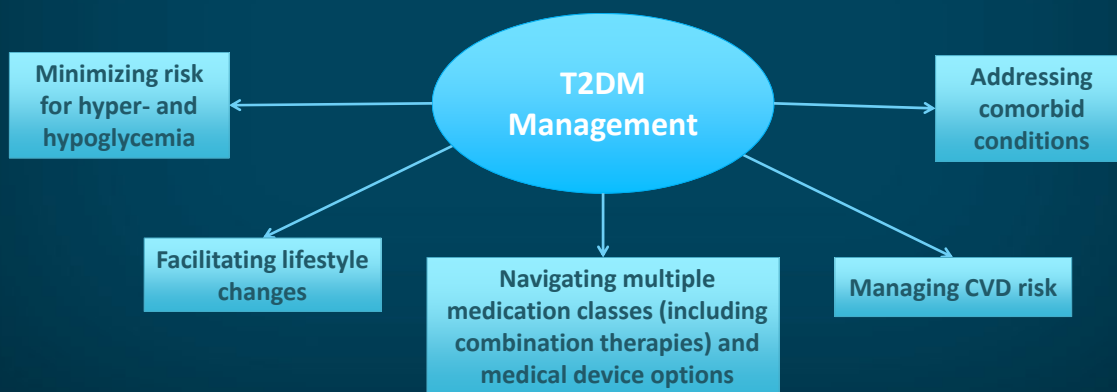 T2DM
Management
Minimizing risk
for hyper- and
hypoglycemia
Addressing
comorbid
conditions
Facilitating lifestyle
changes
Navigating multiple
medication classes (including
combination therapies) and
medical device options
Managing CVD risk